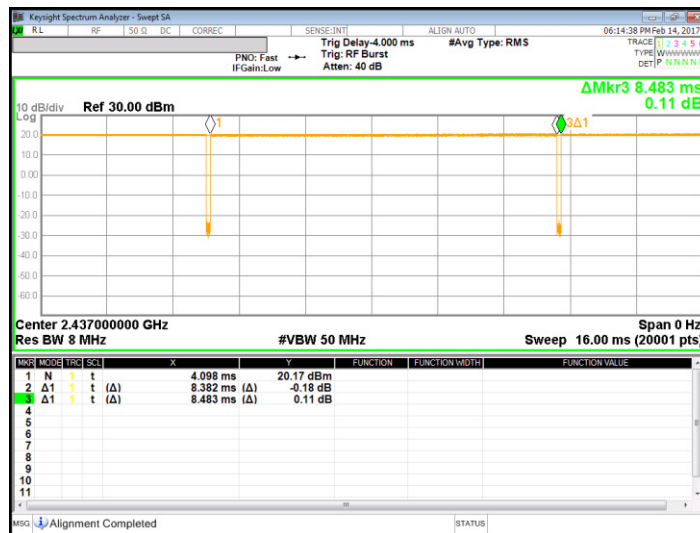 Keysight Spectrum Analyzer - Swept SA
RL RF 50 Ω DC CORREC SENSE:INT ALIGN AUTO 06:14:38 PM Feb 14, 2017
Trig Delay-4.000 ms #Avg Type: RMS TRACE 1 2 3 4 5
PNO: Fast Trig: RF Burst TYPE
IFGain:Low Atten: 40 dB DET P N N N N
ΔMkr3 8.483 ms
0.11 dB
10 dB/div Ref 30.00 dBm
Log
1 3Δ1
20.0
10.0
0.00
-10.0
-20.0
-30.0
-40.0
-50.0
-60.0
Center 2.437000000 GHz Span 0 Hz
Res BW 8 MHz #VBW 50 MHz Sweep 16.00 ms (20001 pts)
MKR MODE TRC SCL X Y FUNCTION FUNCTION WIDTH FUNCTION VALUE
1 N 1 t 4.098 ms 20.17 dBm
2 Δ1 1 t (Δ) 8.382 ms (Δ) -0.18 dB
3 Δ1 1 t (Δ) 8.483 ms (Δ) 0.11 dB
4
5
6
7
8
9
10
11
MSG Alignment Completed STATUS